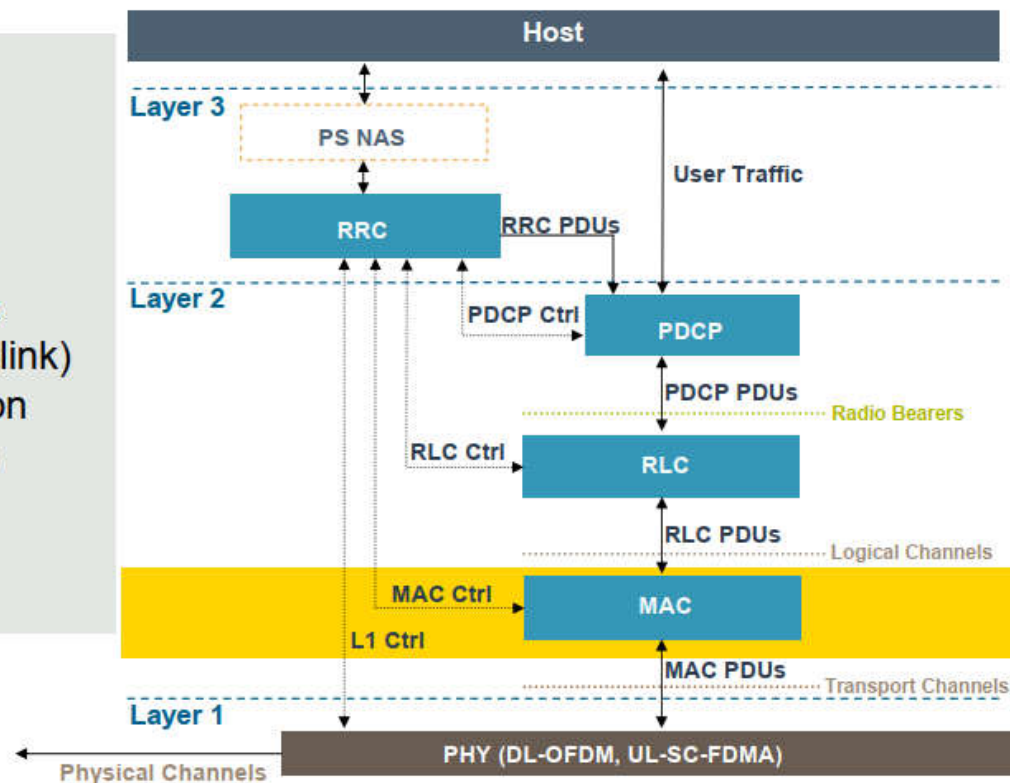 Host
Layer 3
PS NAS
User Traffic
RRC
RRC PDUs
Layer 2
PDCP Ctrl
PDCP
link)
on
PDCP PDUs
Radio Bearers
RLC Ctrl
RLC
RLC PDUs
Logical Channels
MAC Ctrl
MAC
L1 Ctrl
MAC PDUs
Transport Channels
Layer 1
PHY (DL-OFDM, UL-SC-FDMA)
Physical Channels